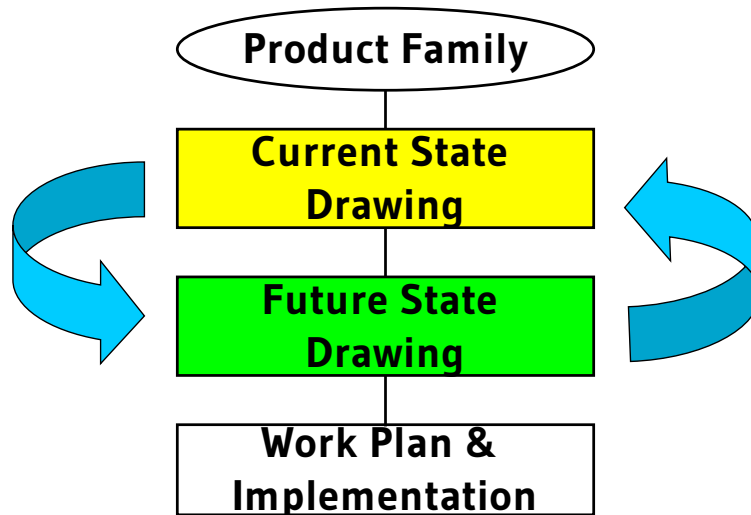 Product Family
Current State
Drawing
Future State
Drawing
Work Plan &
Implementation